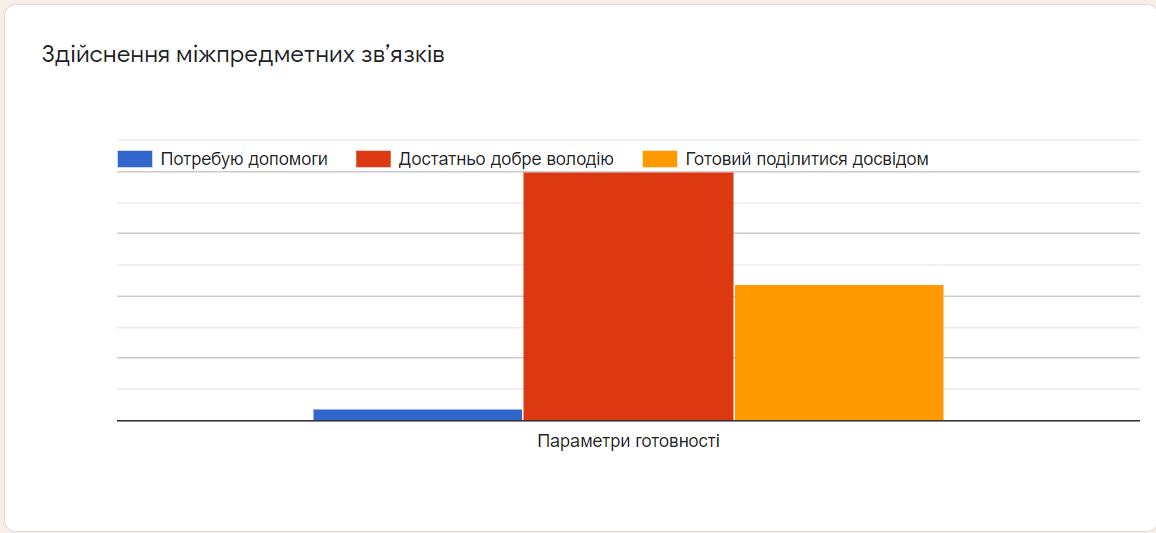 Здійснення міжпредметних зв’язків
Потребую допомоги Достатньо добре володію Готовий поділитися досвідом
Параметри готовності